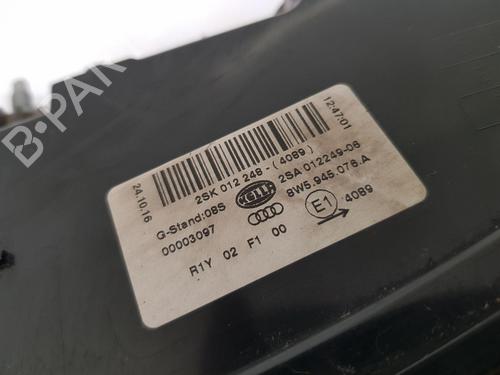 B-PAR
24.10.16
12:47:01
2SK 012 248-(4089)
G-Stand:08S
HELLA
2SA 012249-06
00003097
8W5.945.076.A
R1Y 02 F1 00
E1
4089